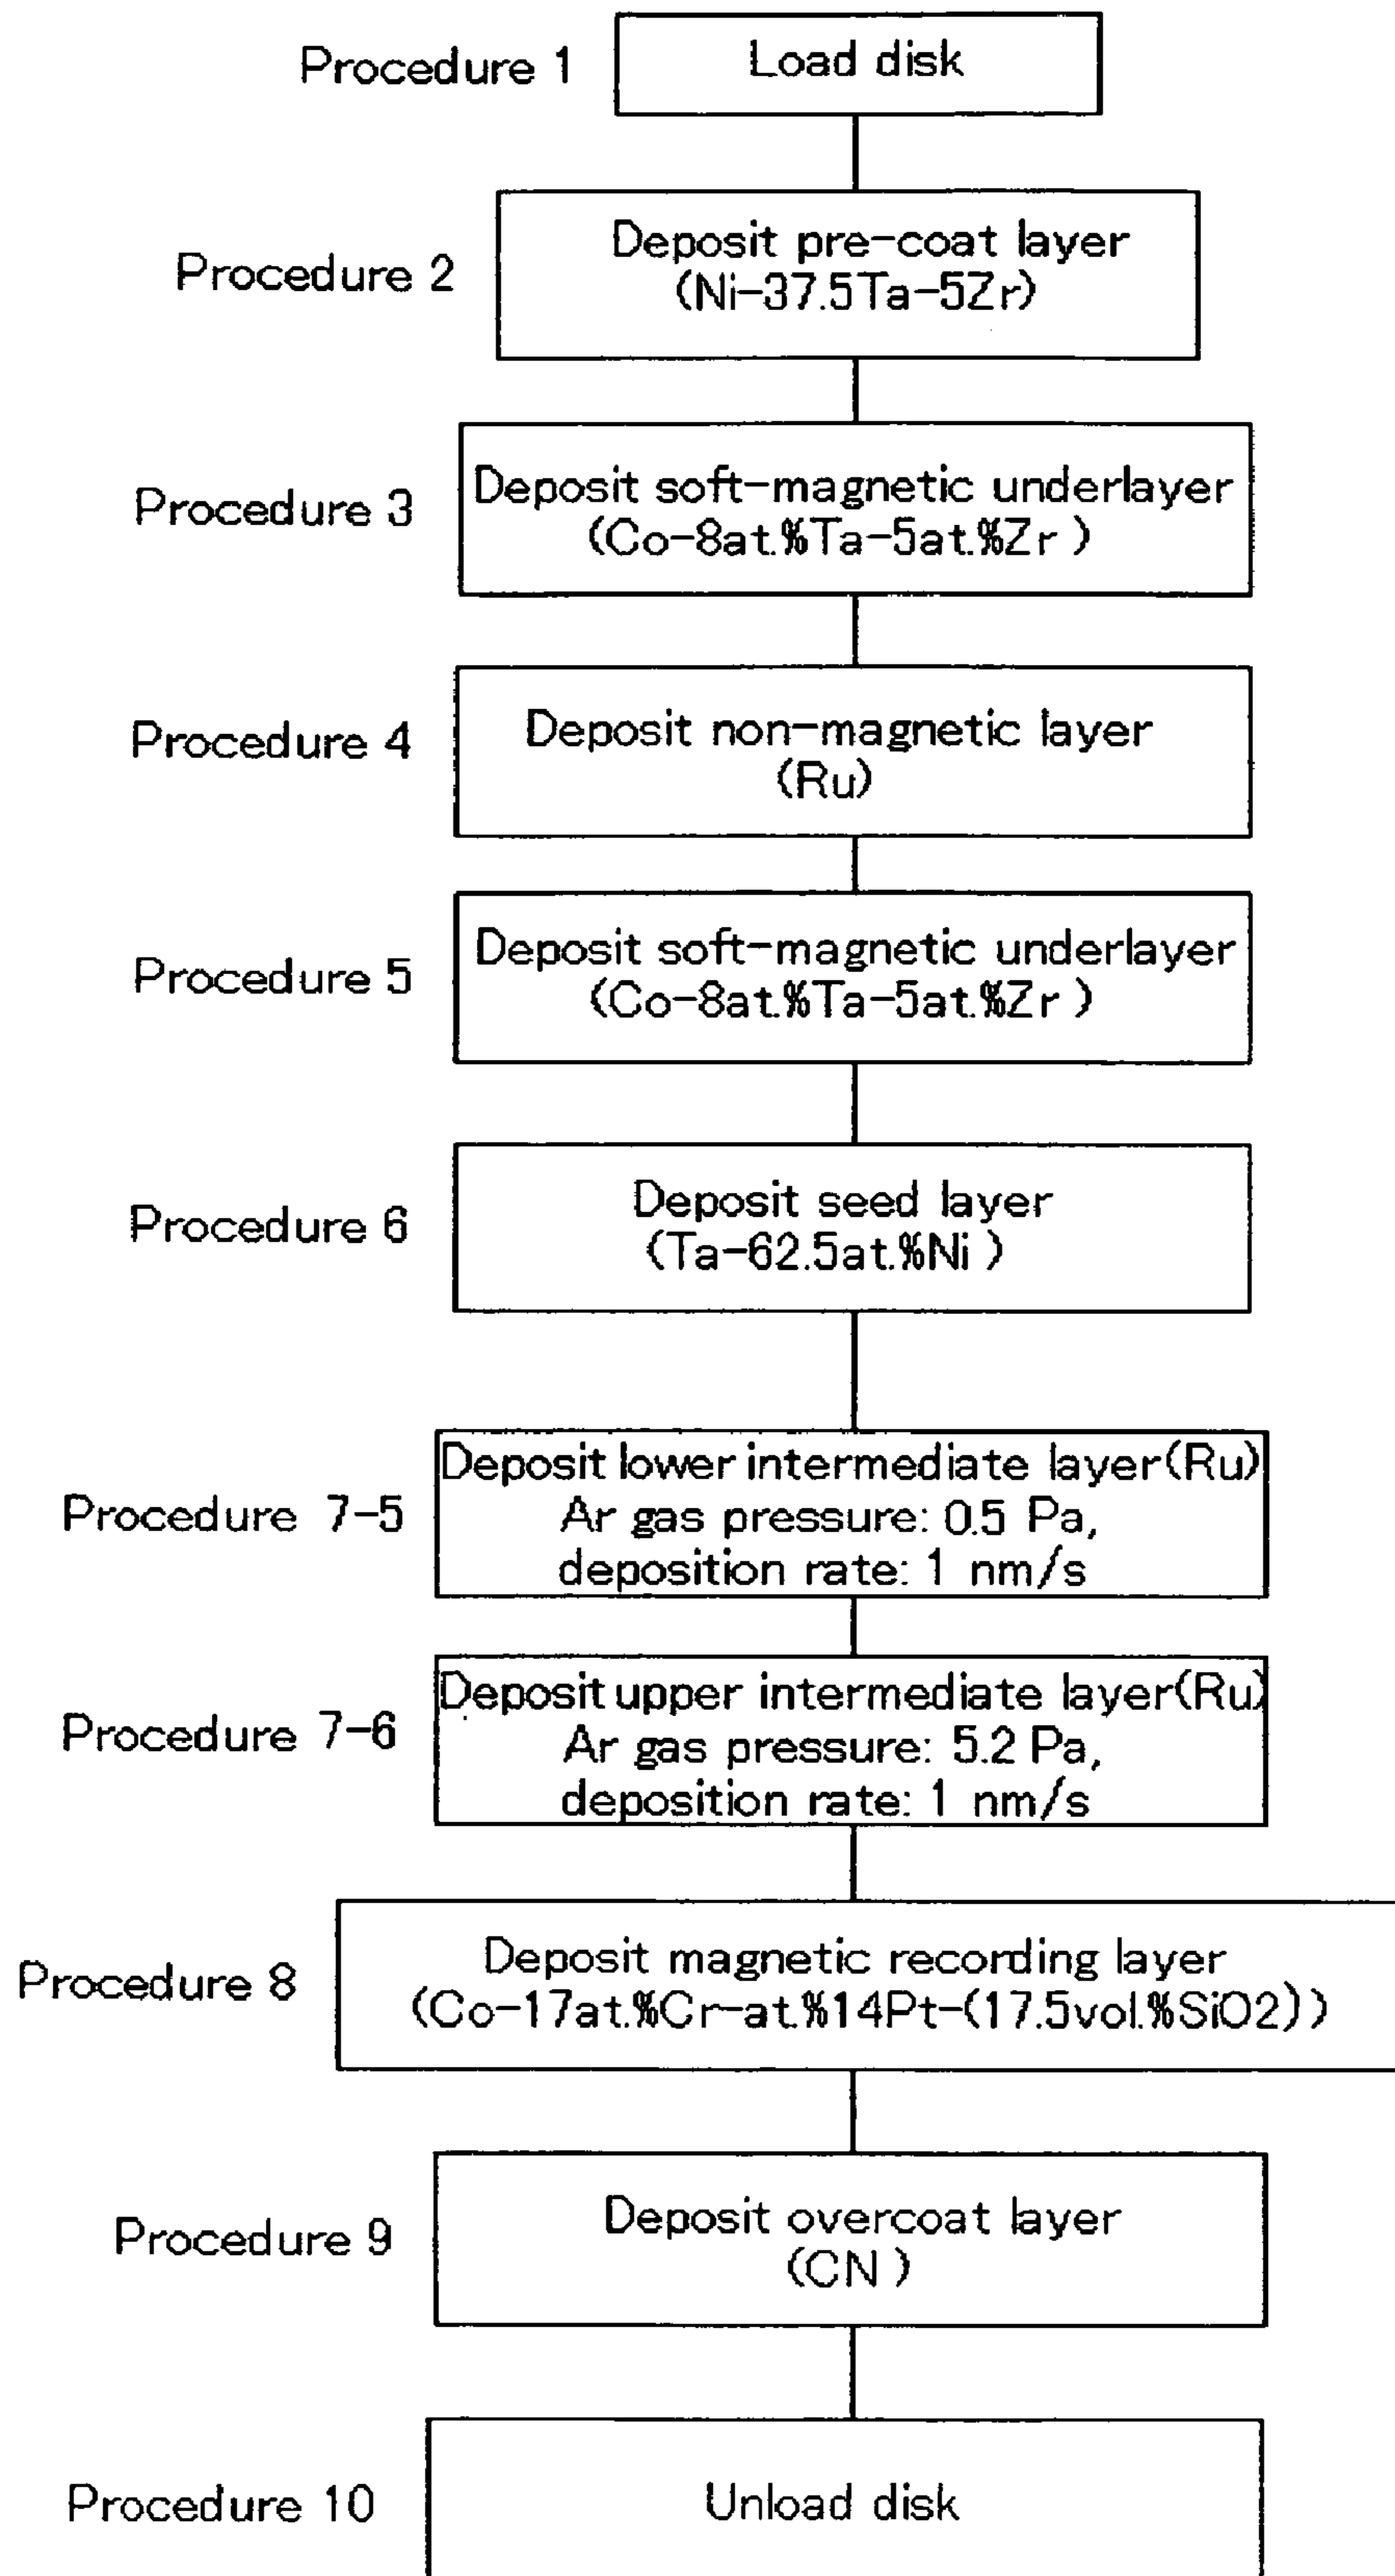 Procedure 1
Load disk
Procedure 2
Deposit pre-coat layer
(Ni-37.5Ta-5Zr)
Procedure 3
Deposit soft-magnetic underlayer
(Co-8at.%Ta-5at.%Zr )
Procedure 4
Deposit non-magnetic layer
(Ru)
Procedure 5
Deposit soft-magnetic underlayer
(Co-8at.%Ta-5at.%Zr )
Procedure 6
Deposit seed layer
(Ta-62.5at.%Ni )
Procedure 7-5
Deposit lower intermediate layer(Ru)
Ar gas pressure: 0.5 Pa,
deposition rate: 1 nm/s
Procedure 7-6
Deposit upper intermediate layer(Ru)
Ar gas pressure: 5.2 Pa,
deposition rate: 1 nm/s
Procedure 8
Deposit magnetic recording layer
(Co-17at.%Cr-at.%14Pt-(17.5vol.%SiO2))
Procedure 9
Deposit overcoat layer
(CN )
Procedure 10
Unload disk